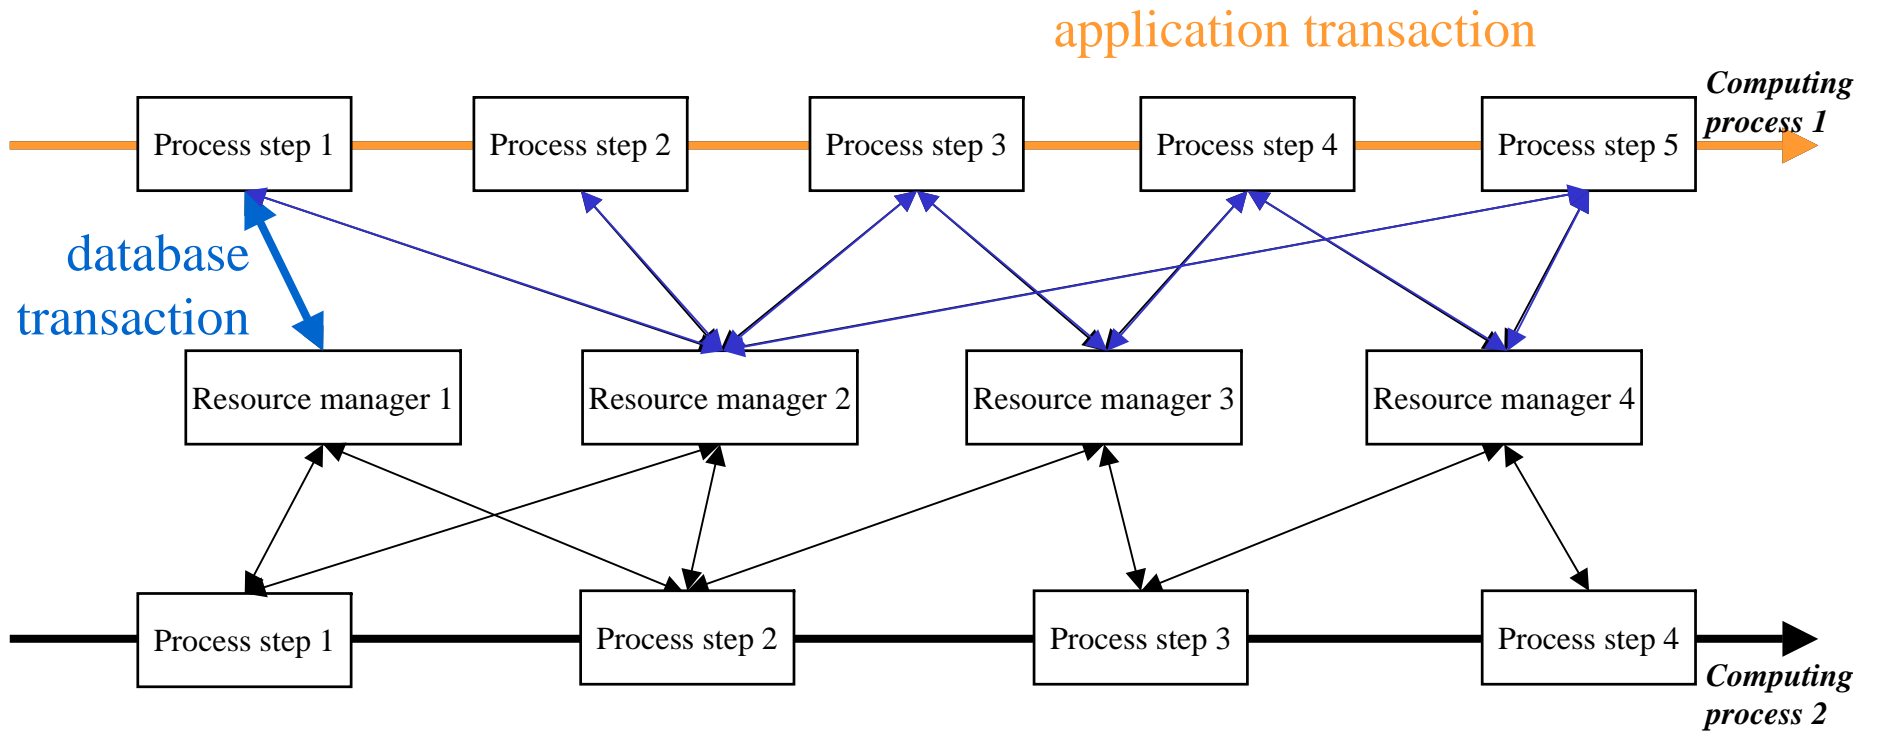 application transaction
Computing
process 1
Process step 1
Process step 2
Process step 3
Process step 4
Process step 5
database
transaction
Resource manager 1
Resource manager 2
Resource manager 3
Resource manager 4
Process step 1
Process step 2
Process step 3
Process step 4
Computing
process 2